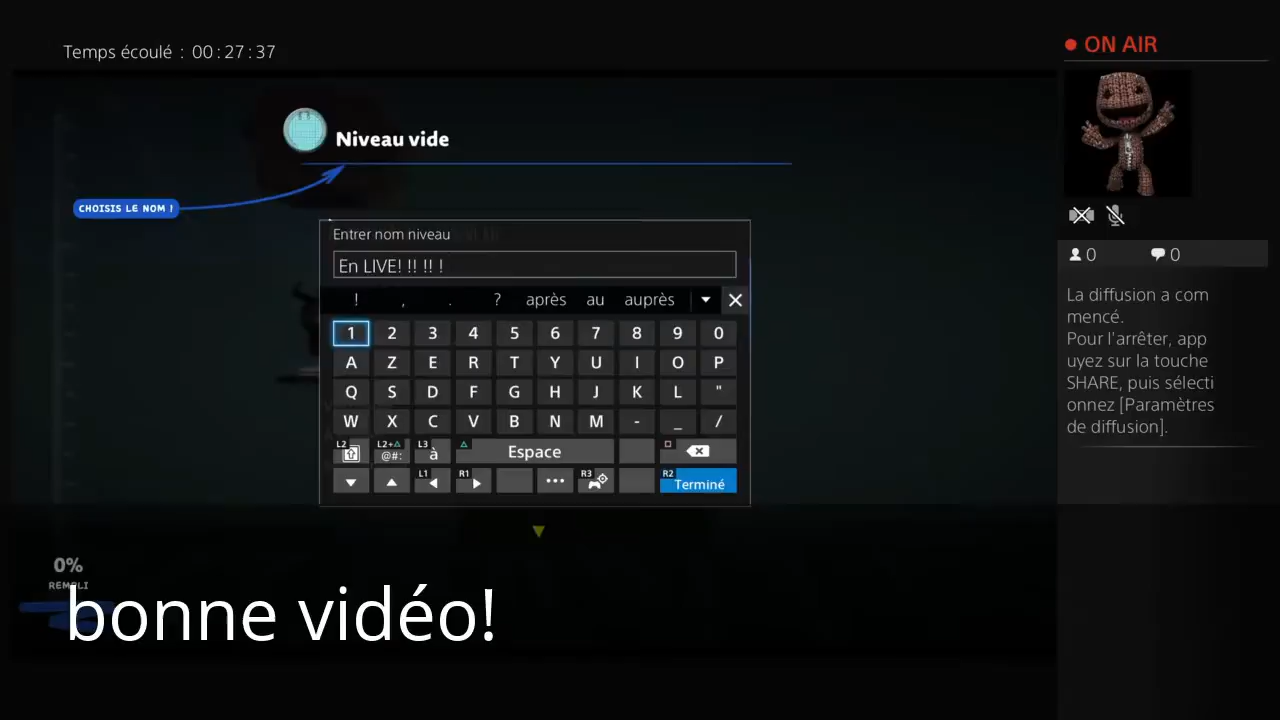 Temps écoulé : 00:27:37
ON AIR
Niveau vide
CHOISIS LE NOM !
Entrer nom niveau
En LIVE! !! !! !
! , . ? après au auprès
1 2 3 4 5 6 7 8 9 0
A Z E R T Y U I O P
Q S D F G H J K L "
W X C V B N M - _ /
L2 L2+△ @#: L3 à △ Espace □
L1 R1 ... R3 R2 Terminé
0 0
La diffusion a com
mencé.
Pour l'arrêter, app
uyez sur la touche
SHARE, puis sélecti
onnez [Paramètres
de diffusion].
0%
REMPLI
bonne vidéo!